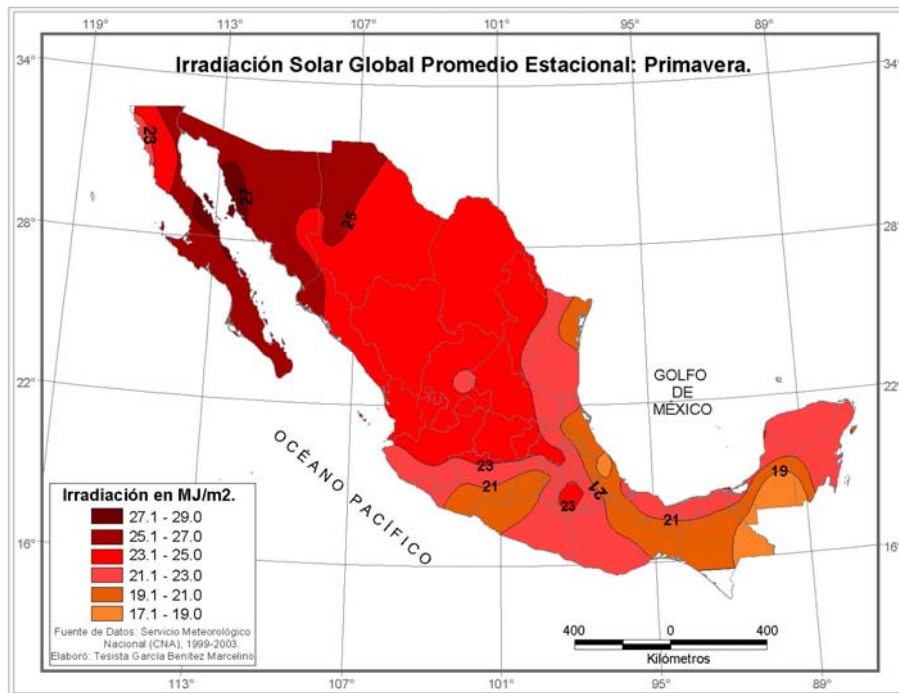 119° 113° 107° 101° 95° 89°
34° 34°
Irradiación Solar Global Promedio Estacional: Primavera.
23
27
25
28° 28°
22° 22°
GOLFO
DE
MÉXICO
OCÉANO PACÍFICO
23
21
23
21
21
19
16° 16°
Irradiación en MJ/m2.
27.1 - 29.0
25.1 - 27.0
23.1 - 25.0
21.1 - 23.0
19.1 - 21.0
17.1 - 19.0
Fuente de Datos: Servicio Meteorológico
Nacional (CNA), 1999-2003.
Elaboró: Tesista García Benítez Marcelino.
400 0 400
Kilómetros
113° 107° 101° 95° 89°